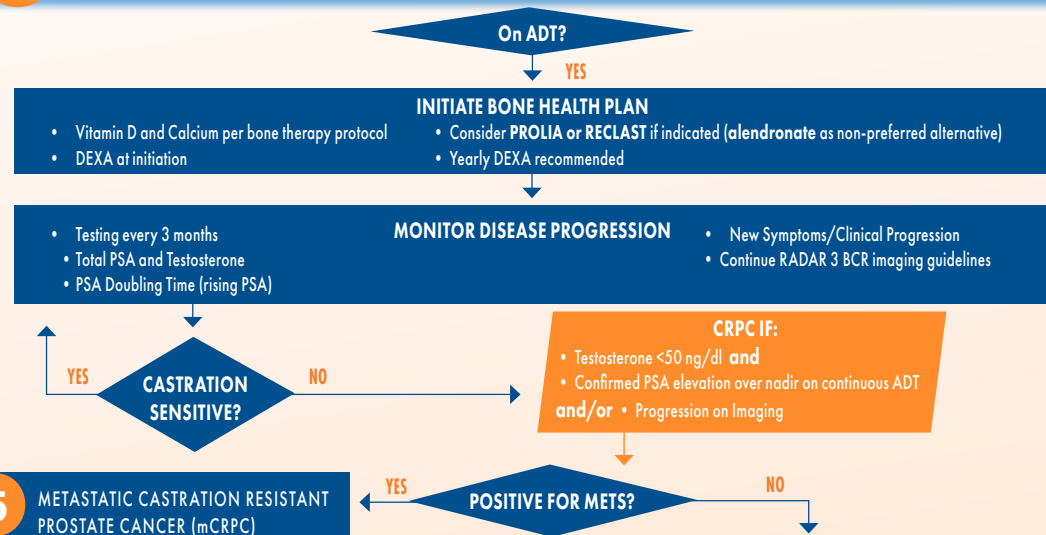 On ADT?
YES
INITIATE BONE HEALTH PLAN
• Vitamin D and Calcium per bone therapy protocol
• DEXA at initiation
• Consider PROLIA or RECLAST if indicated (alendronate as non-preferred alternative)
• Yearly DEXA recommended
MONITOR DISEASE PROGRESSION
• Testing every 3 months
• Total PSA and Testosterone
• PSA Doubling Time (rising PSA)
• New Symptoms/Clinical Progression
• Continue RADAR 3 BCR imaging guidelines
YES
CASTRATION
SENSITIVE?
NO
CRPC IF:
• Testosterone <50 ng/dl and
• Confirmed PSA elevation over nadir on continuous ADT
and/or • Progression on Imaging
5
METASTATIC CASTRATION RESISTANT
PROSTATE CANCER (mCRPC)
YES
POSITIVE FOR METS?
NO